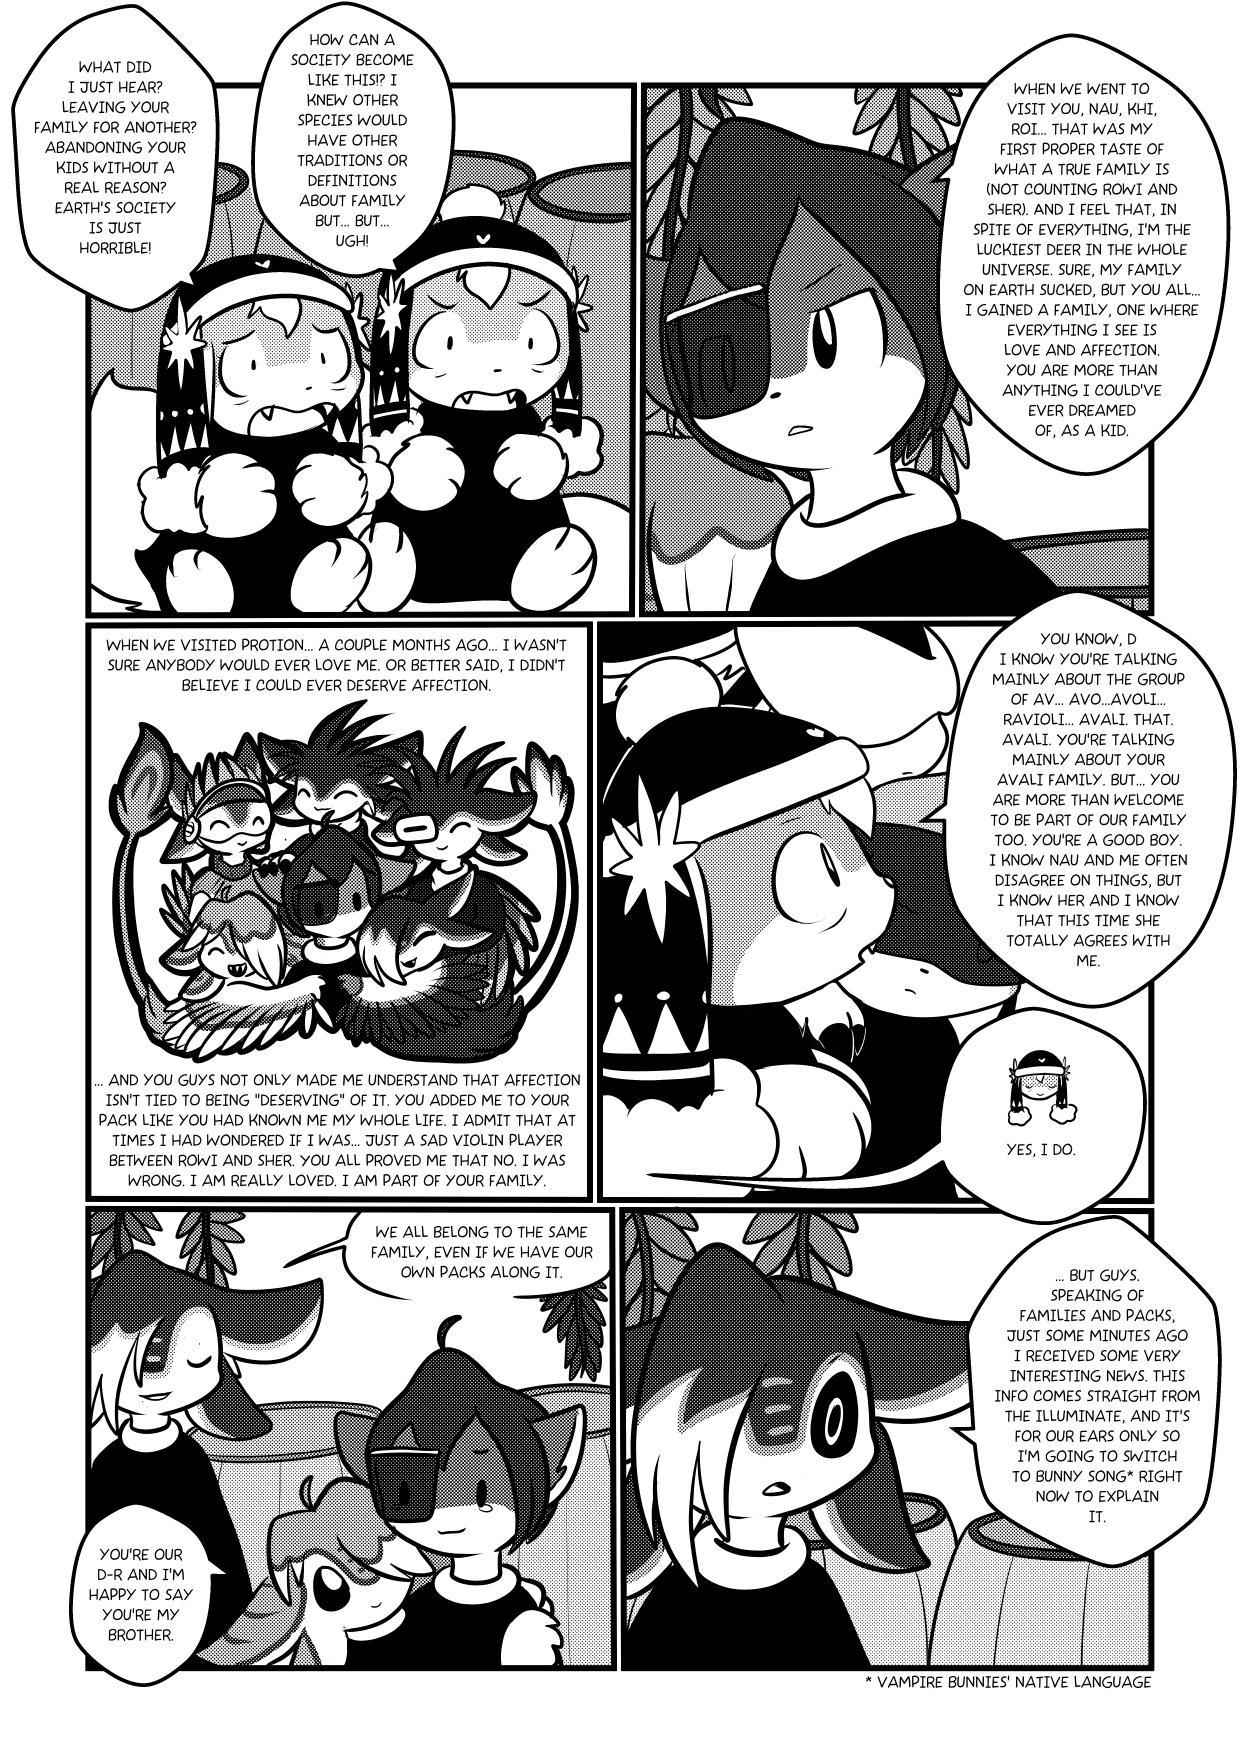 WHAT DID
I JUST HEAR?
LEAVING YOUR
FAMILY FOR ANOTHER?
ABANDONING YOUR
KIDS WITHOUT A
REAL REASON?
EARTH'S SOCIETY
IS JUST
HORRIBLE!
HOW CAN A
SOCIETY BECOME
LIKE THIS!? I
KNEW OTHER
SPECIES WOULD
HAVE OTHER
TRADITIONS OR
DEFINITIONS
ABOUT FAMILY
BUT... BUT...
UGH!
WHEN WE WENT TO
VISIT YOU, NAU, KHI,
ROI... THAT WAS MY
FIRST PROPER TASTE OF
WHAT A TRUE FAMILY IS
(NOT COUNTING ROWI AND
SHER). AND I FEEL THAT, IN
SPITE OF EVERYTHING, I'M THE
LUCKIEST DEER IN THE WHOLE
UNIVERSE. SURE, MY FAMILY
ON EARTH SUCKED, BUT YOU ALL...
I GAINED A FAMILY, ONE WHERE
EVERYTHING I SEE IS
LOVE AND AFFECTION.
YOU ARE MORE THAN
ANYTHING I COULD'VE
EVER DREAMED
OF, AS A KID.
WHEN WE VISITED PROTION... A COUPLE MONTHS AGO... I WASN'T
SURE ANYBODY WOULD EVER LOVE ME. OR BETTER SAID, I DIDN'T
BELIEVE I COULD EVER DESERVE AFFECTION.
... AND YOU GUYS NOT ONLY MADE ME UNDERSTAND THAT AFFECTION
ISN'T TIED TO BEING "DESERVING" OF IT. YOU ADDED ME TO YOUR
PACK LIKE YOU HAD KNOWN ME MY WHOLE LIFE. I ADMIT THAT AT
TIMES I HAD WONDERED IF I WAS... JUST A SAD VIOLIN PLAYER
BETWEEN ROWI AND SHER. YOU ALL PROVED ME THAT NO. I WAS
WRONG. I AM REALLY LOVED. I AM PART OF YOUR FAMILY.
YOU KNOW, D
I KNOW YOU'RE TALKING
MAINLY ABOUT THE GROUP
OF AV... AVO...AVOLI...
RAVIOLI... AVALI. THAT.
AVALI. YOU'RE TALKING
MAINLY ABOUT YOUR
AVALI FAMILY. BUT... YOU
ARE MORE THAN WELCOME
TO BE PART OF OUR FAMILY
TOO. YOU'RE A GOOD BOY.
I KNOW NAU AND ME OFTEN
DISAGREE ON THINGS, BUT
I KNOW HER AND I KNOW
THAT THIS TIME SHE
TOTALLY AGREES WITH
ME.
YES, I DO.
WE ALL BELONG TO THE SAME
FAMILY, EVEN IF WE HAVE OUR
OWN PACKS ALONG IT.
YOU'RE OUR
D-R AND I'M
HAPPY TO SAY
YOU'RE MY
BROTHER.
... BUT GUYS.
SPEAKING OF
FAMILIES AND PACKS,
JUST SOME MINUTES AGO
I RECEIVED SOME VERY
INTERESTING NEWS. THIS
INFO COMES STRAIGHT FROM
THE ILLUMINATE, AND IT'S
FOR OUR EARS ONLY SO
I'M GOING TO SWITCH
TO BUNNY SONG* RIGHT
NOW TO EXPLAIN
IT.
* VAMPIRE BUNNIES' NATIVE LANGUAGE